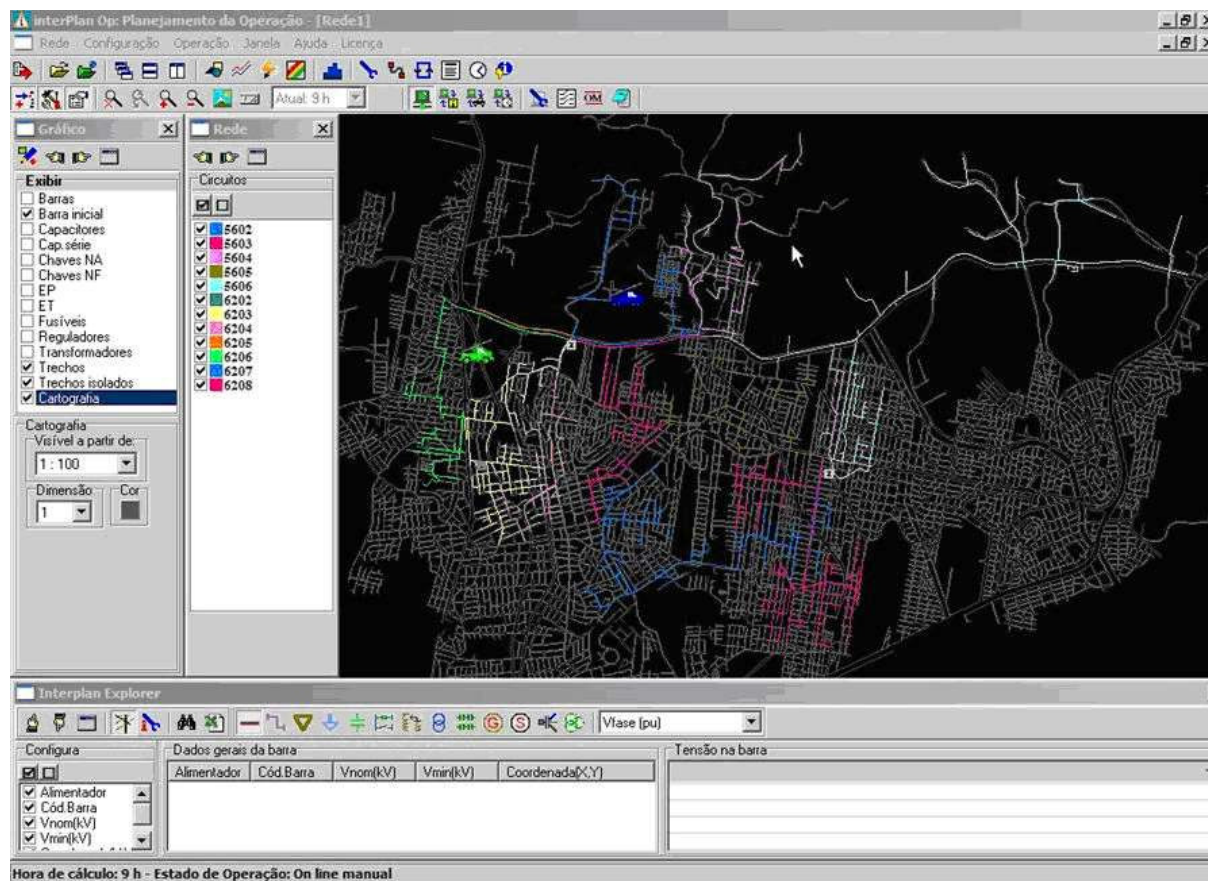 interPlan Op: Planejamento da Operação - [Rede1]
Rede Configuração Operação Janela Ajuda Licença
Atual: 9 h
OM
Gráfico
Exibir
Barras
Barra inicial
Capacitores
Cap.série
Chaves NA
Chaves NF
EP
ET
Fusíveis
Reguladores
Transformadores
Trechos
Trechos isolados
Cartografia
Cartografia
Visível a partir de:
1 : 100
Dimensão
Cor
1
Rede
Circuitos
5602
5603
5604
5605
5606
6202
6203
6204
6205
6206
6207
6208
Interplan Explorer
G S
Vfase (pu)
Configura
Alimentador
Cód.Barra
Vnom(kV)
Vmin(kV)
Dados gerais da barra
Alimentador Cód.Barra Vnom(kV) Vmin(kV) Coordenada(X,Y)
Tensão na barra
Hora de cálculo: 9 h - Estado de Operação: On line manual